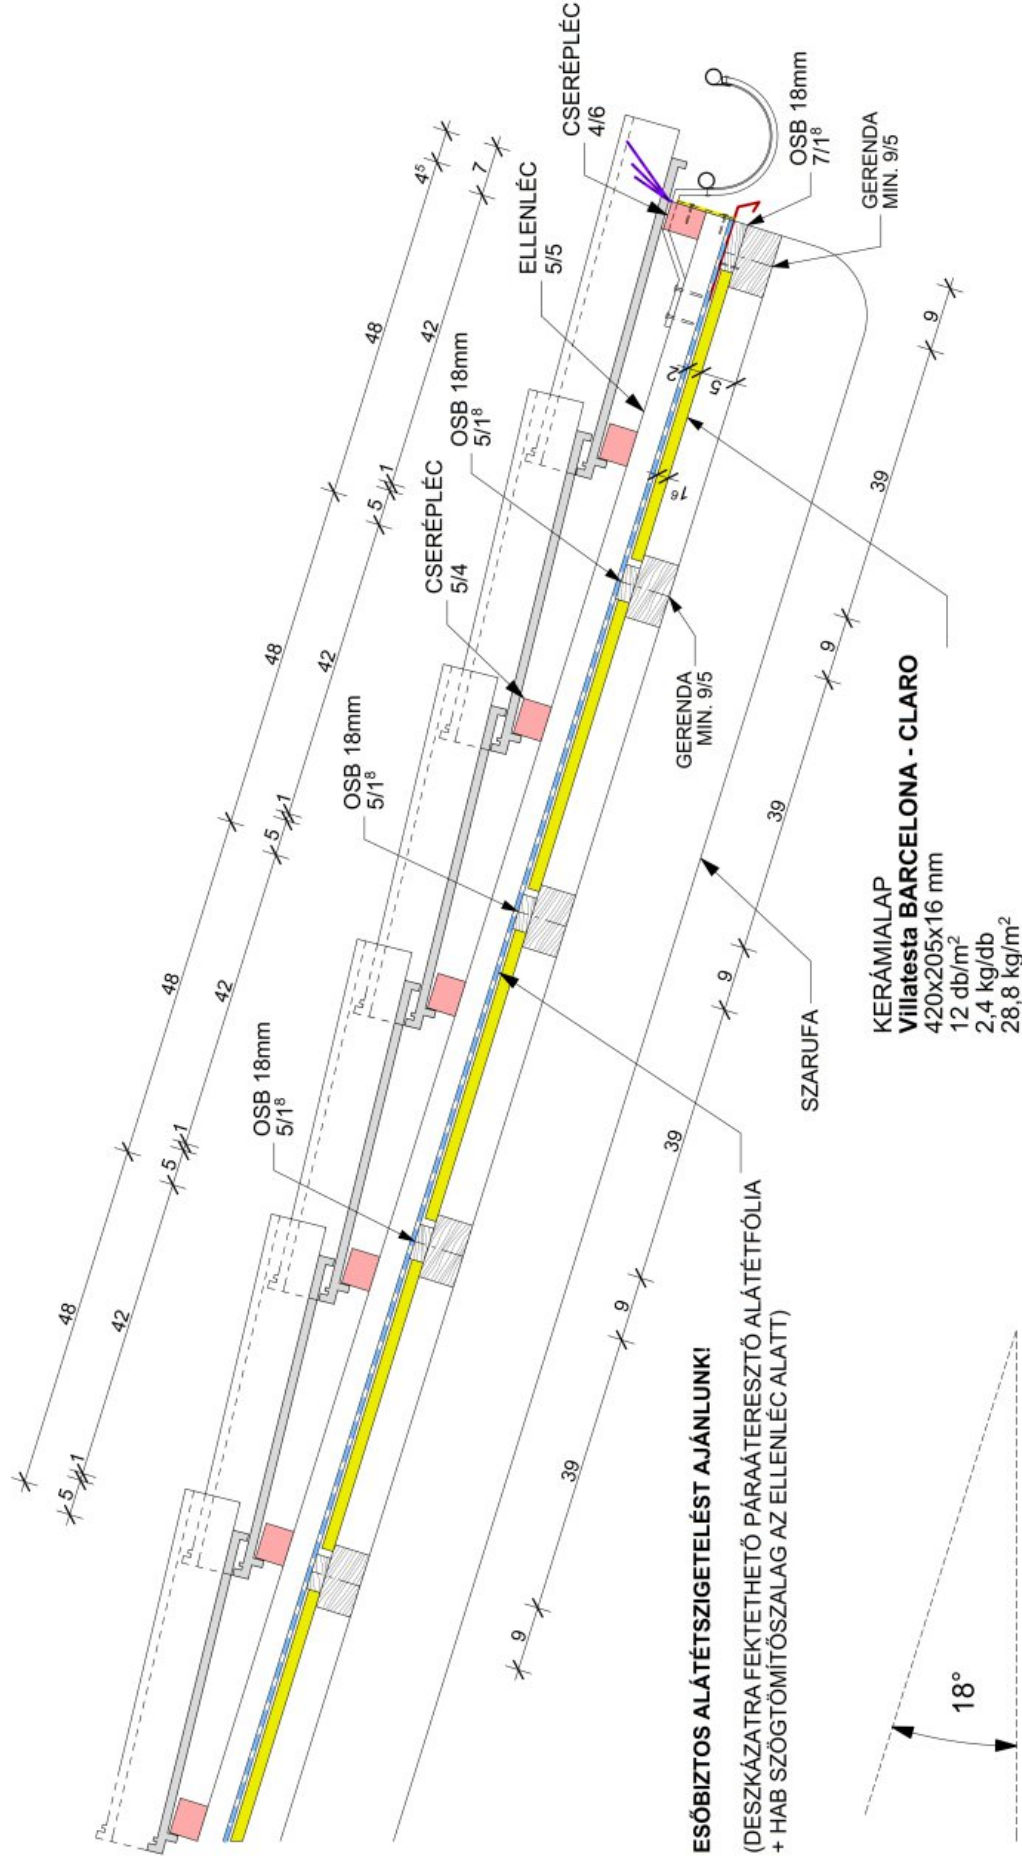 48
48
48
48
4⁵
5
1
42
5
1
42
5
1
42
5
1
42
7
OSB 18mm
5/1⁸
OSB 18mm
5/1⁸
CSERÉPLÉC
5/4
OSB 18mm
5/1⁸
ELLENLÉC
5/5
CSERÉPLÉC
4/6
OSB 18mm
7/1⁸
GERENDA
MIN. 9/5
GERENDA
MIN. 9/5
2
5
1⁶
9
39
9
39
9
39
9
39
9
SZARUFA
KERÁMIALAP
Villatesta BARCELONA - CLARO
420x205x16 mm
12 db/m²
2,4 kg/db
28,8 kg/m²
ESŐBIZTOS ALÁTÉTSZIGETELÉST AJÁNLUNK!
(DESZKÁZATRA FEKTETHETŐ PÁRAÁTERESZTŐ ALÁTÉTFÓLIA
+ HAB SZÖGTÖMÍTŐSZALAG AZ ELLENLÉC ALATT)
18°